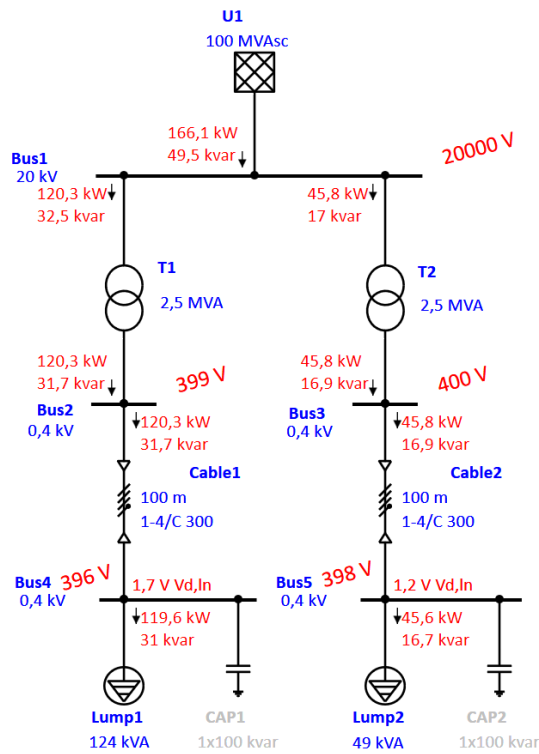 U1
100 MVAsc
166,1 kW
49,5 kvar
20000 V
Bus1
20 kV
120,3 kW
32,5 kvar
45,8 kW
17 kvar
T1
2,5 MVA
T2
2,5 MVA
120,3 kW
31,7 kvar
399 V
45,8 kW
16,9 kvar
400 V
Bus2
0,4 kV
120,3 kW
31,7 kvar
Bus3
0,4 kV
45,8 kW
16,9 kvar
Cable1
100 m
1-4/C 300
Cable2
100 m
1-4/C 300
396 V
Bus4
0,4 kV
1,7 V Vd,ln
119,6 kW
31 kvar
398 V
Bus5
0,4 kV
1,2 V Vd,ln
45,6 kW
16,7 kvar
Lump1
124 kVA
CAP1
1x100 kvar
Lump2
49 kVA
CAP2
1x100 kvar